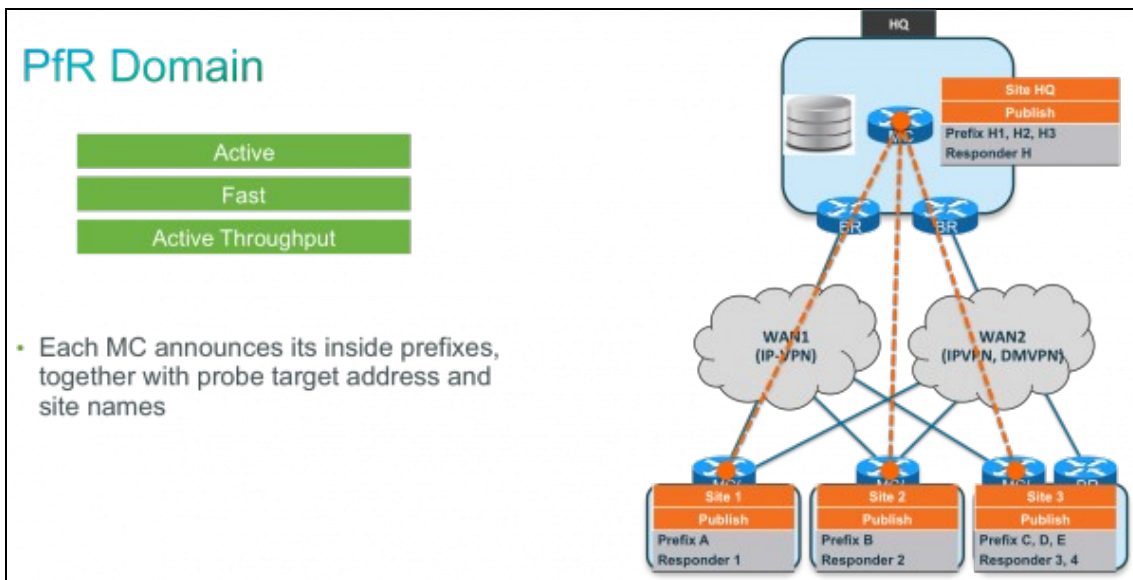 PfR Domain
Active
Fast
Active Throughput
• Each MC announces its inside prefixes,
together with probe target address and
site names
HQ
Site HQ
Publish
Prefix H1, H2, H3
Responder H
MC
BR
BR
WAN1
(IP-VPN)
WAN2
(IPVPN, DMVPN)
Site 1
Publish
Prefix A
Responder 1
Site 2
Publish
Prefix B
Responder 2
Site 3
Publish
Prefix C, D, E
Responder 3, 4